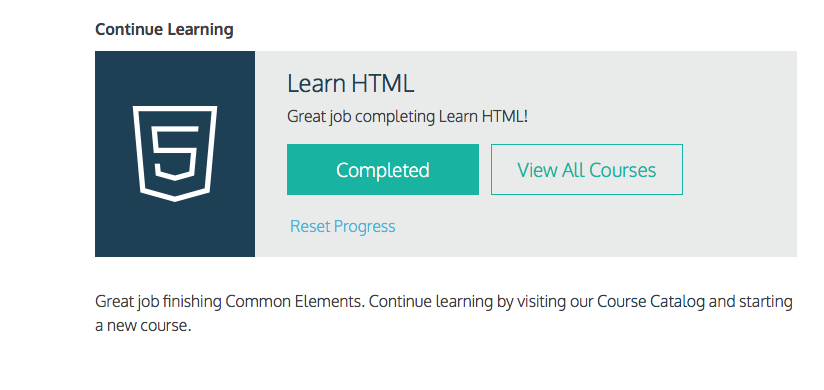 Continue Learning
Learn HTML
Great job completing Learn HTML!
Completed
View All Courses
Reset Progress
Great job finishing Common Elements. Continue learning by visiting our Course Catalog and starting
a new course.